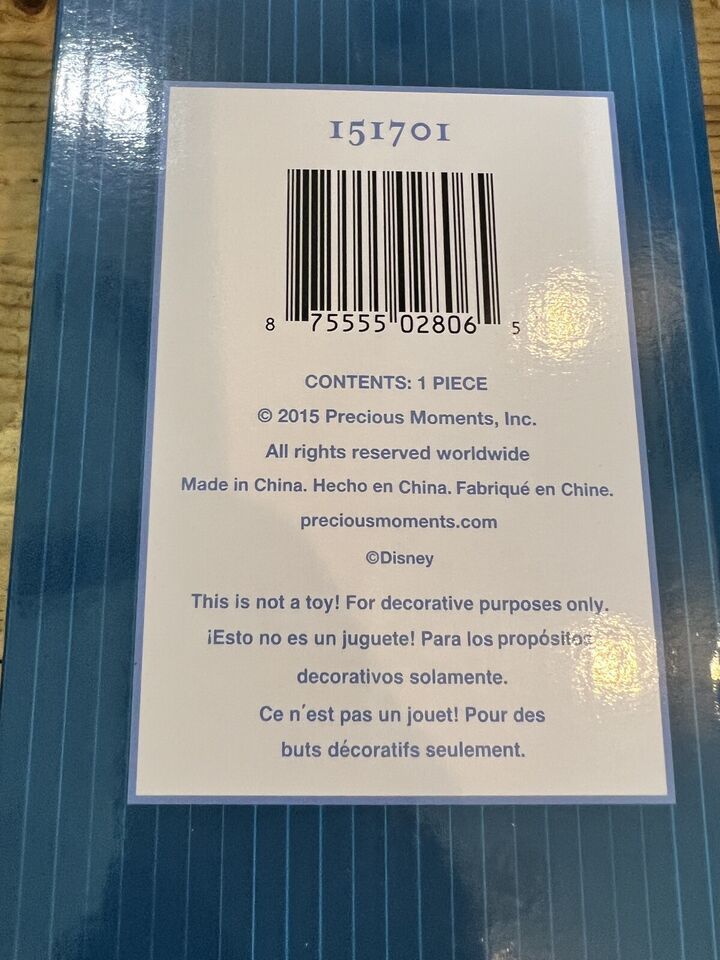 151701
8 75555 02806 5
CONTENTS: 1 PIECE
© 2015 Precious Moments, Inc.
All rights reserved worldwide
Made in China. Hecho en China. Fabriqué en Chine.
preciousmoments.com
©Disney
This is not a toy! For decorative purposes only.
¡Esto no es un juguete! Para los propósitos
decorativos solamente.
Ce n'est pas un jouet! Pour des
buts décoratifs seulement.